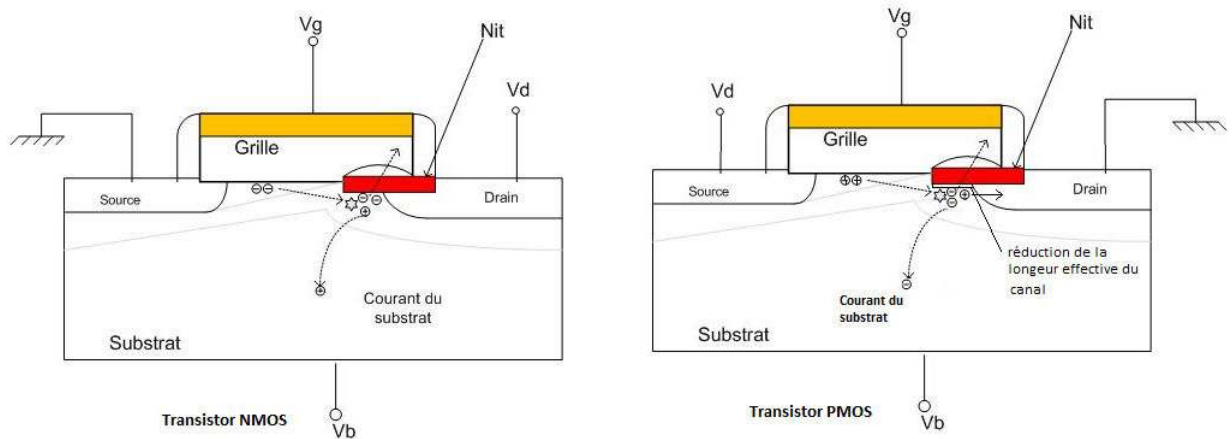 Vg
Nit
Vd
Grille
Source
Drain
Courant du
substrat
Substrat
Transistor NMOS
Vb
Vg
Nit
Vd
Grille
Source
Drain
réduction de la
longeur effective du
canal
Courant du
substrat
Substrat
Transistor PMOS
Vb